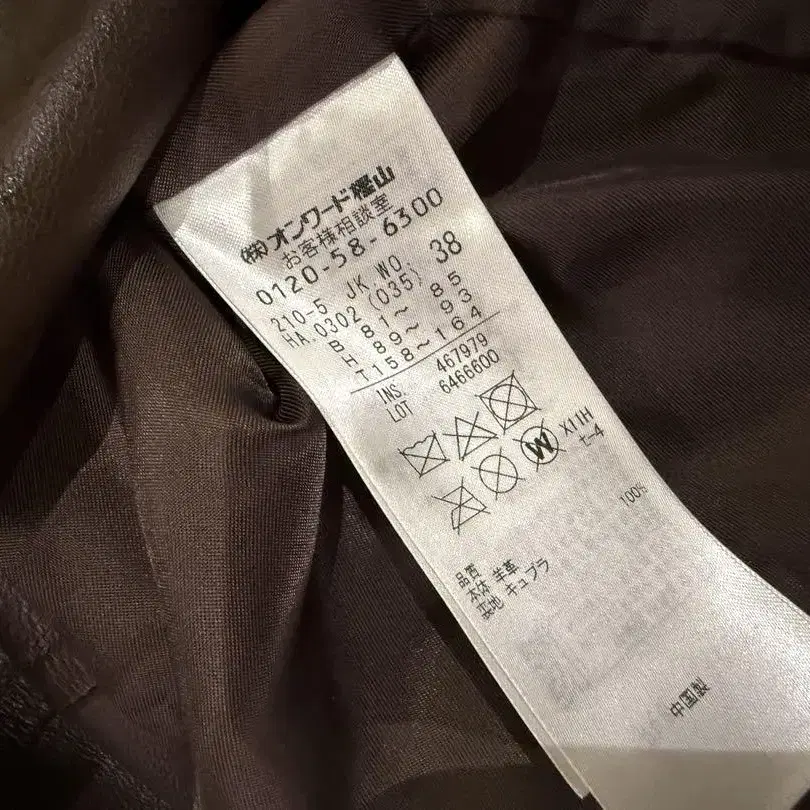 (株)オンワード樫山
お客様相談室
0120-58-6300
210-5 JK WO. 38
HA.0302 (035)
B 81~ 85
H 89~ 93
T158~164
INS. 467979
LOT 6466600
W X11H
セ-4
品質
本体 羊革 100%
裏地 キュプラ
中国製